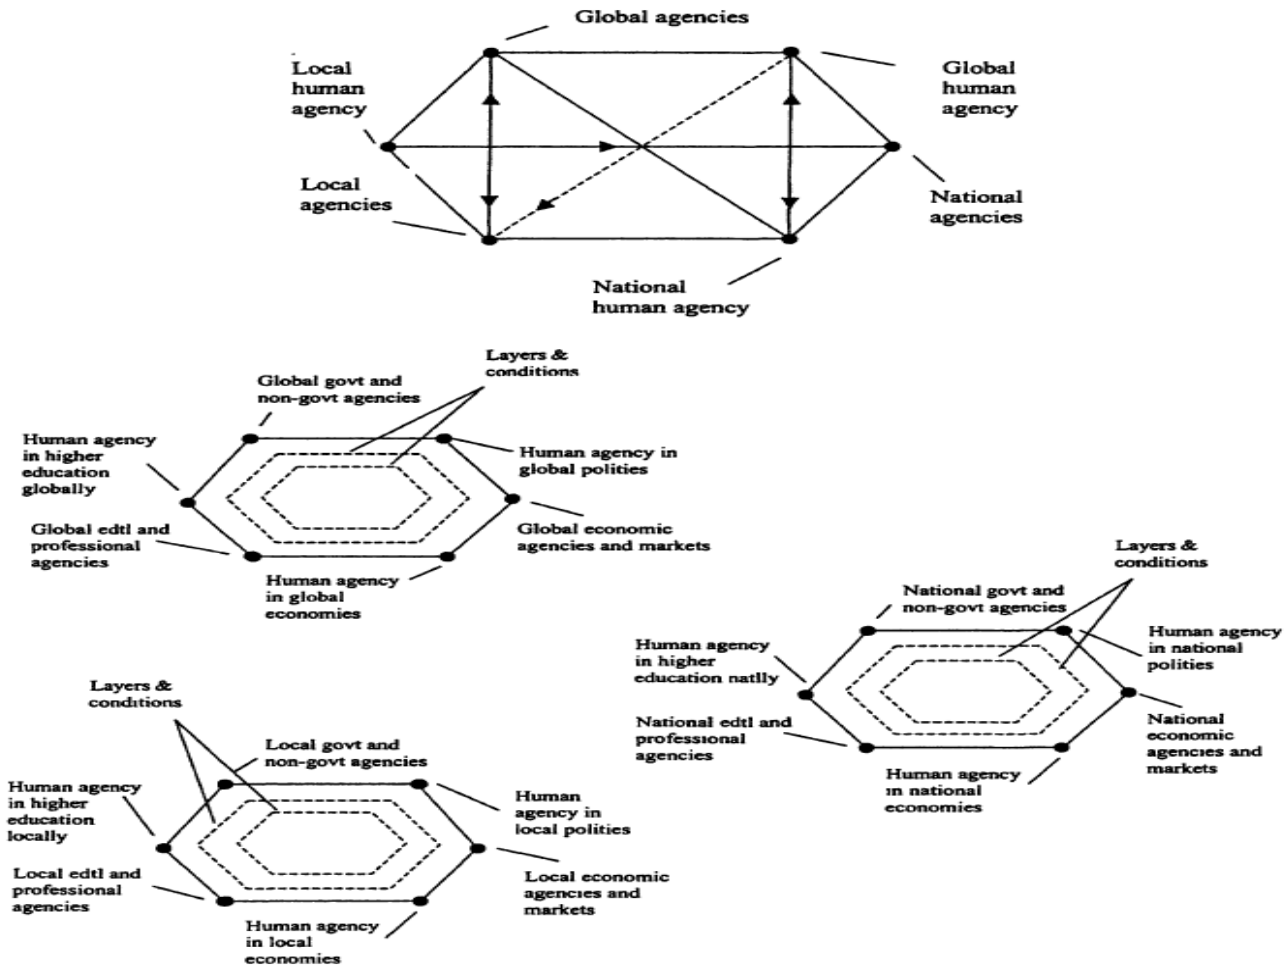 Global agencies
Local
human
agency
Global
human
agency
Local
agencies
National
agencies
National
human agency
Layers &
conditions
Global govt and
non-govt agencies
Human agency
in higher
education
globally
Human agency in
global polities
Global edtl and
professional
agencies
Global economic
agencies and markets
Human agency
in global
economies
Layers &
conditions
National govt and
non-govt agencies
Human agency
in higher
education natlly
Human agency
in national
polities
National edtl and
professional
agencies
National
economic
agencies and
markets
Human agency
in national
economies
Layers &
conditions
Local govt and
non-govt agencies
Human agency
in higher
education
locally
Human
agency in
local polities
Local edtl and
professional
agencies
Local economic
agencies and
markets
Human agency
in local
economies